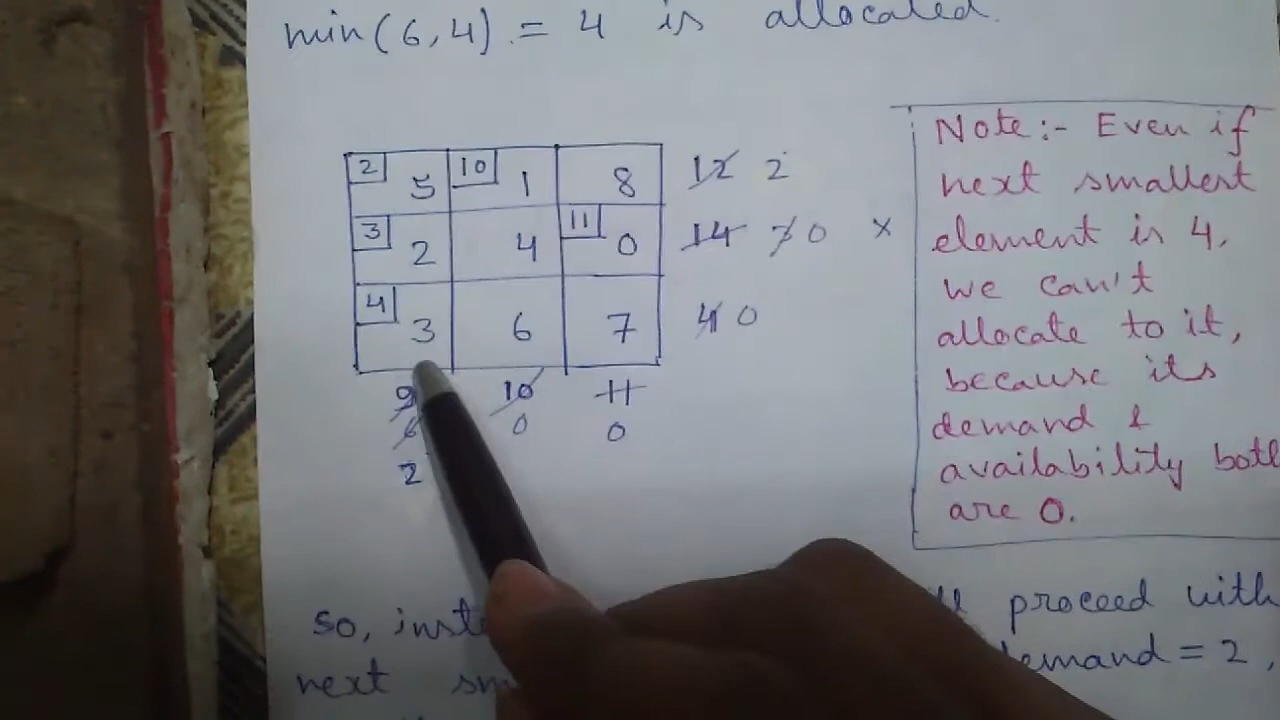 min(6,4) = 4 is allocated.
2 5 10 1 8 12 2
3 2 4 11 0 14 7 0 ×
4 3 6 7 4 0
9 10 11
6 0 0
2
Note:- Even if
next smallest
element is 4,
we can't
allocate to it,
because its
demand &
availability both
are 0.
so, proceed with
next demand = 2,